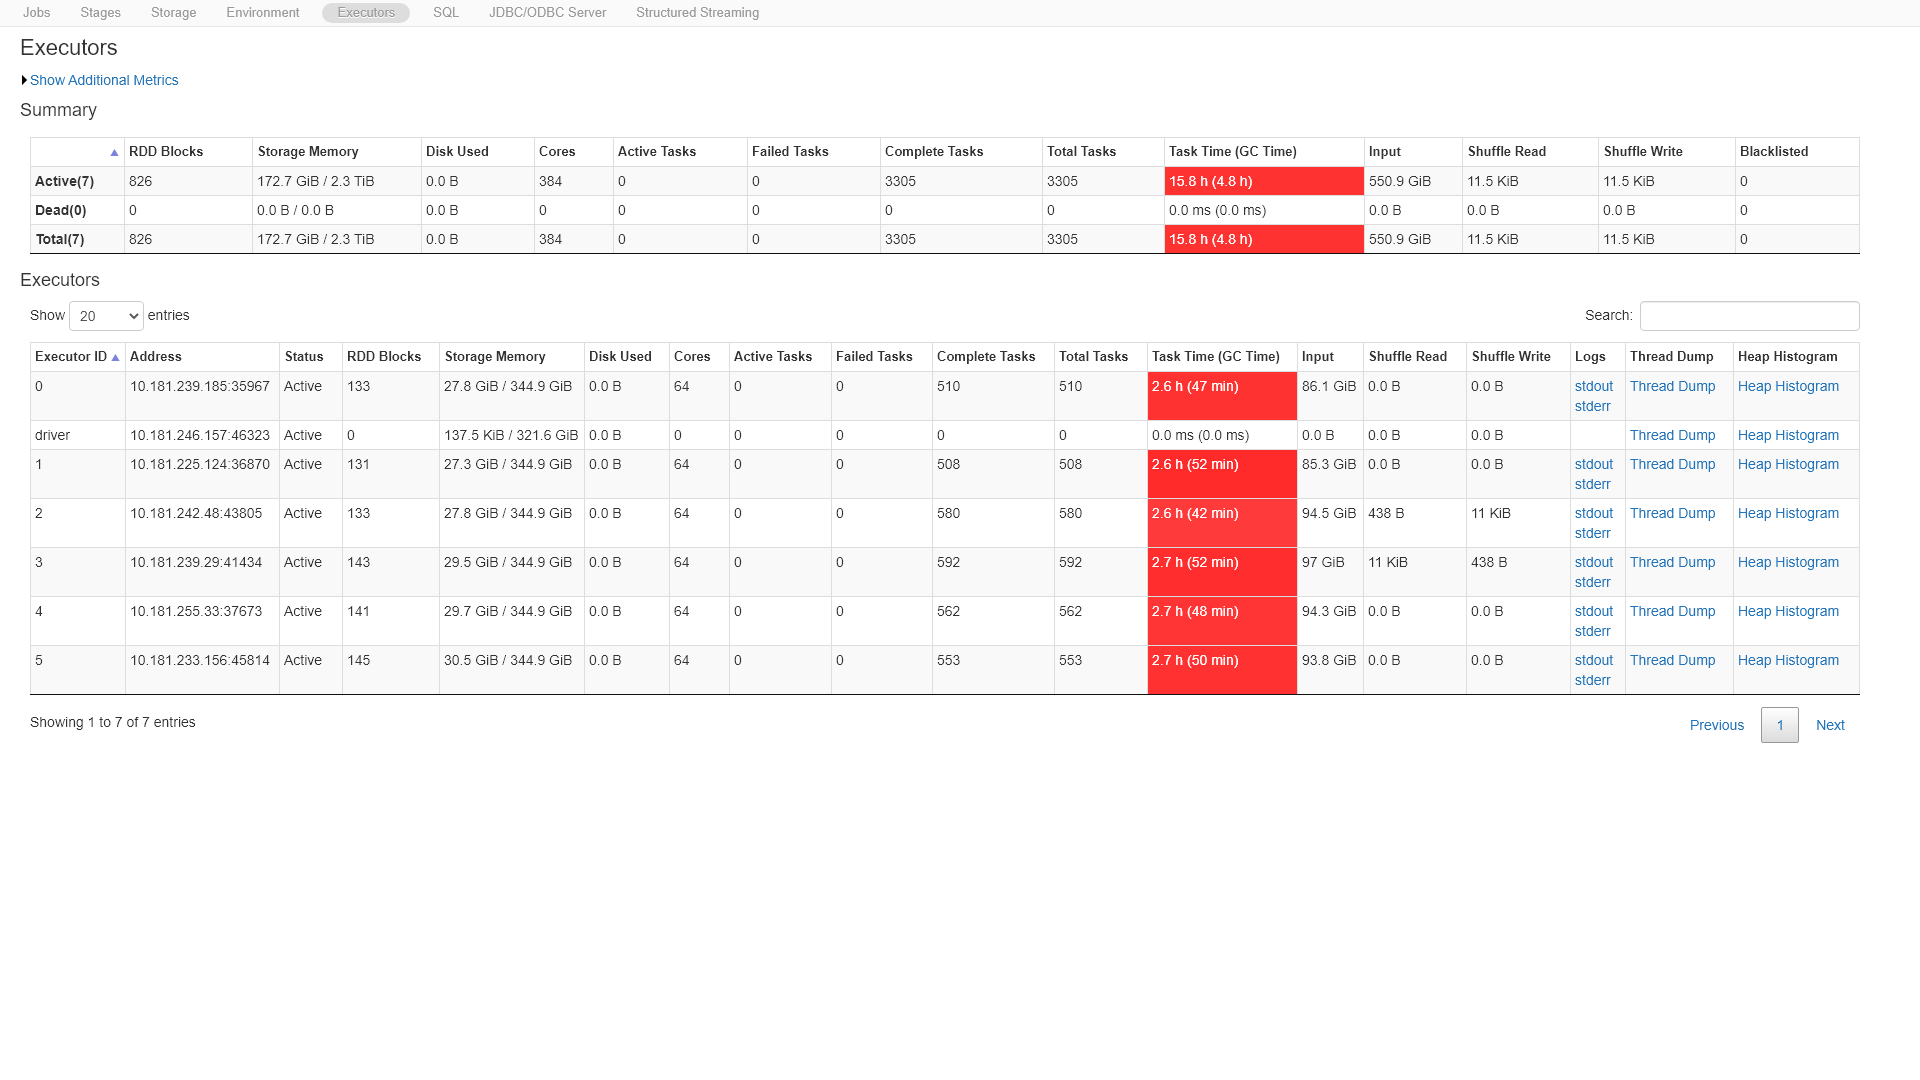 Jobs Stages Storage Environment Executors SQL JDBC/ODBC Server Structured Streaming
Executors
Show Additional Metrics
Summary
RDD Blocks Storage Memory Disk Used Cores Active Tasks Failed Tasks Complete Tasks Total Tasks Task Time (GC Time) Input Shuffle Read Shuffle Write Blacklisted
Active(7) 826 172.7 GiB / 2.3 TiB 0.0 B 384 0 0 3305 3305 15.8 h (4.8 h) 550.9 GiB 11.5 KiB 11.5 KiB 0
Dead(0) 0 0.0 B / 0.0 B 0.0 B 0 0 0 0 0 0.0 ms (0.0 ms) 0.0 B 0.0 B 0.0 B 0
Total(7) 826 172.7 GiB / 2.3 TiB 0.0 B 384 0 0 3305 3305 15.8 h (4.8 h) 550.9 GiB 11.5 KiB 11.5 KiB 0
Executors
Show 20 entries Search:
Executor ID Address Status RDD Blocks Storage Memory Disk Used Cores Active Tasks Failed Tasks Complete Tasks Total Tasks Task Time (GC Time) Input Shuffle Read Shuffle Write Logs Thread Dump Heap Histogram
0 10.181.239.185:35967 Active 133 27.8 GiB / 344.9 GiB 0.0 B 64 0 0 510 510 2.6 h (47 min) 86.1 GiB 0.0 B 0.0 B stdout Thread Dump Heap Histogram
stderr
driver 10.181.246.157:46323 Active 0 137.5 KiB / 321.6 GiB 0.0 B 0 0 0 0 0 0.0 ms (0.0 ms) 0.0 B 0.0 B 0.0 B Thread Dump Heap Histogram
1 10.181.225.124:36870 Active 131 27.3 GiB / 344.9 GiB 0.0 B 64 0 0 508 508 2.6 h (52 min) 85.3 GiB 0.0 B 0.0 B stdout Thread Dump Heap Histogram
stderr
2 10.181.242.48:43805 Active 133 27.8 GiB / 344.9 GiB 0.0 B 64 0 0 580 580 2.6 h (42 min) 94.5 GiB 438 B 11 KiB stdout Thread Dump Heap Histogram
stderr
3 10.181.239.29:41434 Active 143 29.5 GiB / 344.9 GiB 0.0 B 64 0 0 592 592 2.7 h (52 min) 97 GiB 11 KiB 438 B stdout Thread Dump Heap Histogram
stderr
4 10.181.255.33:37673 Active 141 29.7 GiB / 344.9 GiB 0.0 B 64 0 0 562 562 2.7 h (48 min) 94.3 GiB 0.0 B 0.0 B stdout Thread Dump Heap Histogram
stderr
5 10.181.233.156:45814 Active 145 30.5 GiB / 344.9 GiB 0.0 B 64 0 0 553 553 2.7 h (50 min) 93.8 GiB 0.0 B 0.0 B stdout Thread Dump Heap Histogram
stderr
Showing 1 to 7 of 7 entries Previous 1 Next